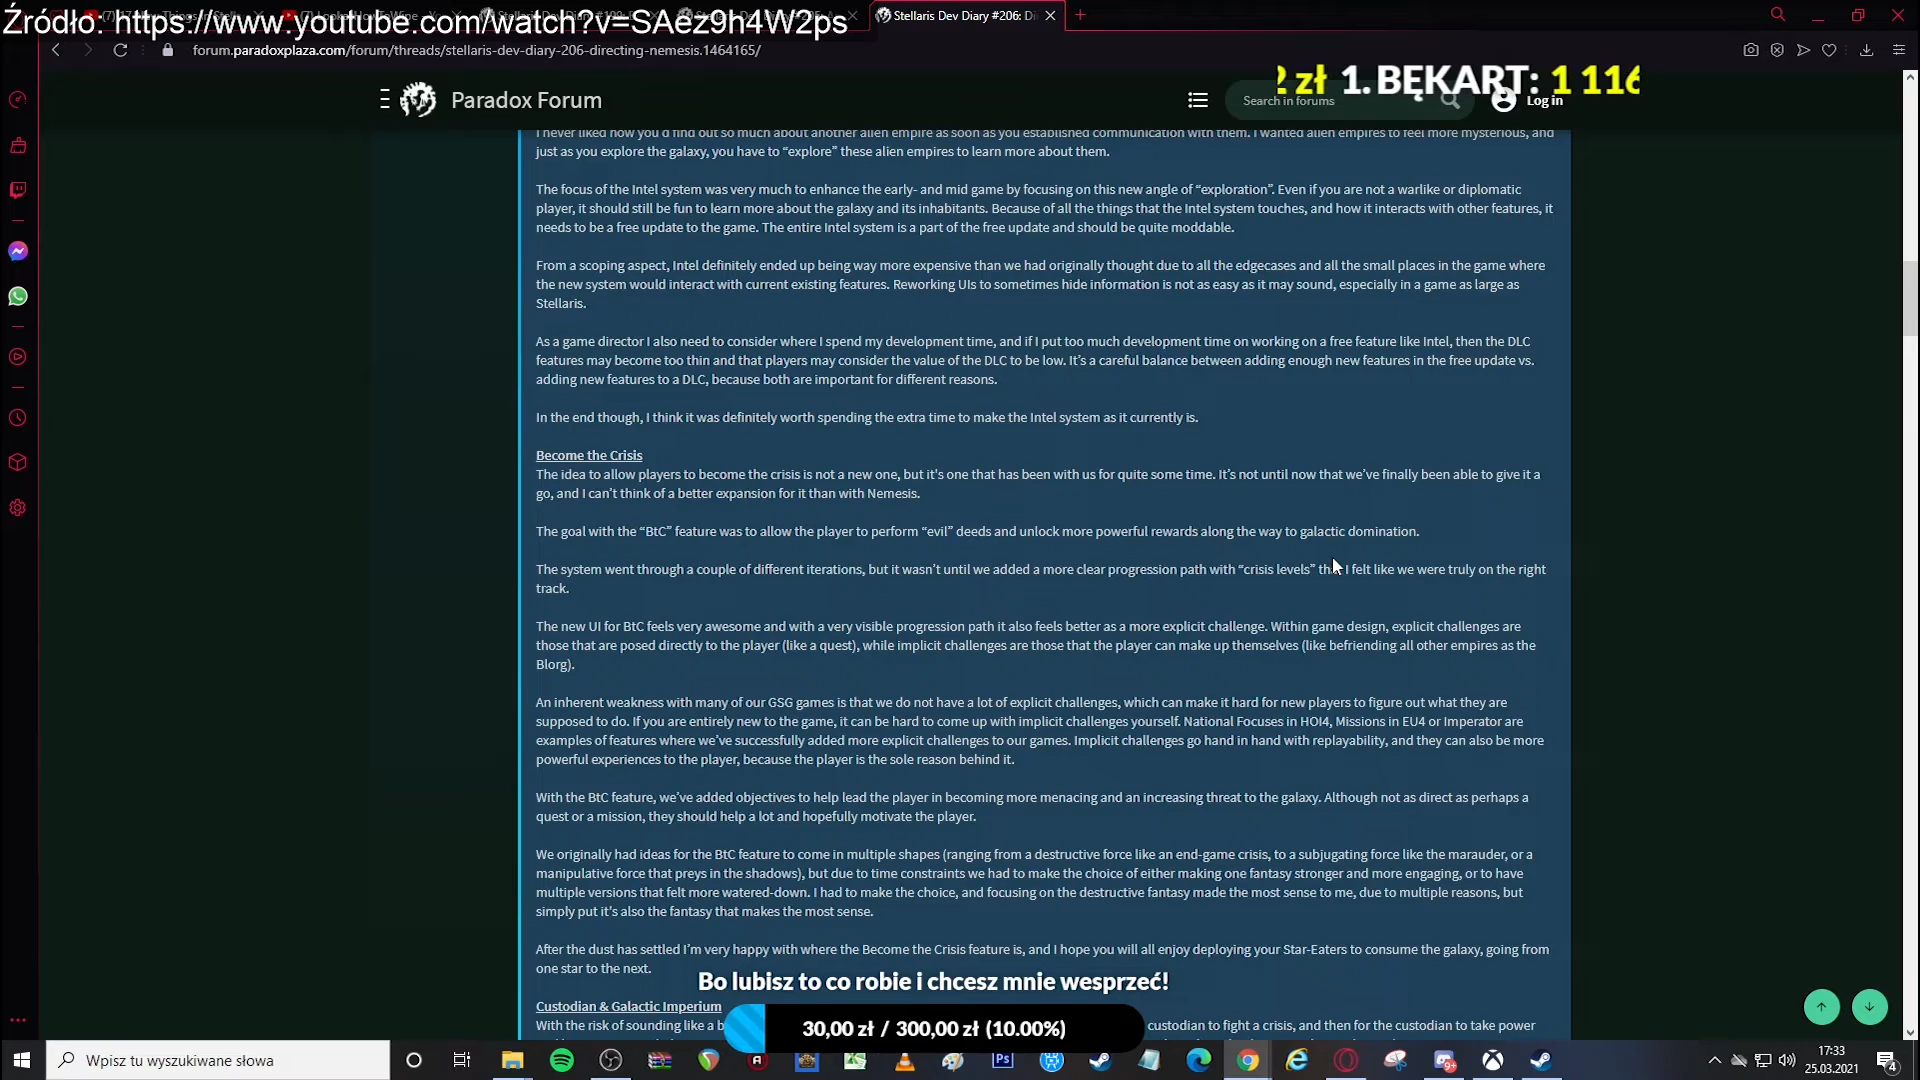 Źródło: https://www.youtube.com/watch?v=SAez9h4W2ps
Stellaris Dev Diary #206: Di
forum.paradoxplaza.com/forum/threads/stellaris-dev-diary-206-directing-nemesis.1464165/
zł 1. BĘKART: 1 116
Paradox Forum
Search in forums
Log in
I never liked how you'd find out so much about another alien empire as soon as you established communication with them. I wanted alien empires to feel more mysterious, and
just as you explore the galaxy, you have to “explore” these alien empires to learn more about them.
The focus of the Intel system was very much to enhance the early- and mid game by focusing on this new angle of “exploration”. Even if you are not a warlike or diplomatic
player, it should still be fun to learn more about the galaxy and its inhabitants. Because of all the things that the Intel system touches, and how it interacts with other features, it
needs to be a free update to the game. The entire Intel system is a part of the free update and should be quite moddable.
From a scoping aspect, Intel definitely ended up being way more expensive than we had originally thought due to all the edgecases and all the small places in the game where
the new system would interact with current existing features. Reworking UIs to sometimes hide information is not as easy as it may sound, especially in a game as large as
Stellaris.
As a game director I also need to consider where I spend my development time, and if I put too much development time on working on a free feature like Intel, then the DLC
features may become too thin and that players may consider the value of the DLC to be low. It’s a careful balance between adding enough new features in the free update vs.
adding new features to a DLC, because both are important for different reasons.
In the end though, I think it was definitely worth spending the extra time to make the Intel system as it currently is.
Become the Crisis
The idea to allow players to become the crisis is not a new one, but it's one that has been with us for quite some time. It’s not until now that we’ve finally been able to give it a
go, and I can’t think of a better expansion for it than with Nemesis.
The goal with the “BtC” feature was to allow the player to perform “evil” deeds and unlock more powerful rewards along the way to galactic domination.
The system went through a couple of different iterations, but it wasn’t until we added a more clear progression path with “crisis levels” I felt like we were truly on the right
track.
The new UI for BtC feels very awesome and with a very visible progression path it also feels better as a more explicit challenge. Within game design, explicit challenges are
those that are posed directly to the player (like a quest), while implicit challenges are those that the player can make up themselves (like befriending all other empires as the
Blorg).
An inherent weakness with many of our GSG games is that we do not have a lot of explicit challenges, which can make it hard for new players to figure out what they are
supposed to do. If you are entirely new to the game, it can be hard to come up with implicit challenges yourself. National Focuses in HOI4, Missions in EU4 or Imperator are
examples of features where we’ve successfully added more explicit challenges to our games. Implicit challenges go hand in hand with replayability, and they can also be more
powerful experiences to the player, because the player is the sole reason behind it.
With the BtC feature, we’ve added objectives to help lead the player in becoming more menacing and an increasing threat to the galaxy. Although not as direct as perhaps a
quest or a mission, they should help a lot and hopefully motivate the player.
We originally had ideas for the BtC feature to come in multiple shapes (ranging from a destructive force like an end-game crisis, to a subjugating force like the marauder, or a
manipulative force that preys in the shadows), but due to time constraints we had to make the choice of either making one fantasy stronger and more engaging, or to have
multiple versions that felt more watered-down. I had to make the choice, and focusing on the destructive fantasy made the most sense to me, due to multiple reasons, but
simply put it's also the fantasy that makes the most sense.
After the dust has settled I’m very happy with where the Become the Crisis feature is, and I hope you will all enjoy deploying your Star-Eaters to consume the galaxy, going from
one star to the next.
Bo lubisz to co robie i chcesz mnie wesprzeć!
Custodian & Galactic Imperium
With the risk of sounding like a b
30,00 zł / 300,00 zł (10.00%)
custodian to fight a crisis, and then for the custodian to take power
Wpisz tu wyszukiwane słowa
17:33
25.03.2021